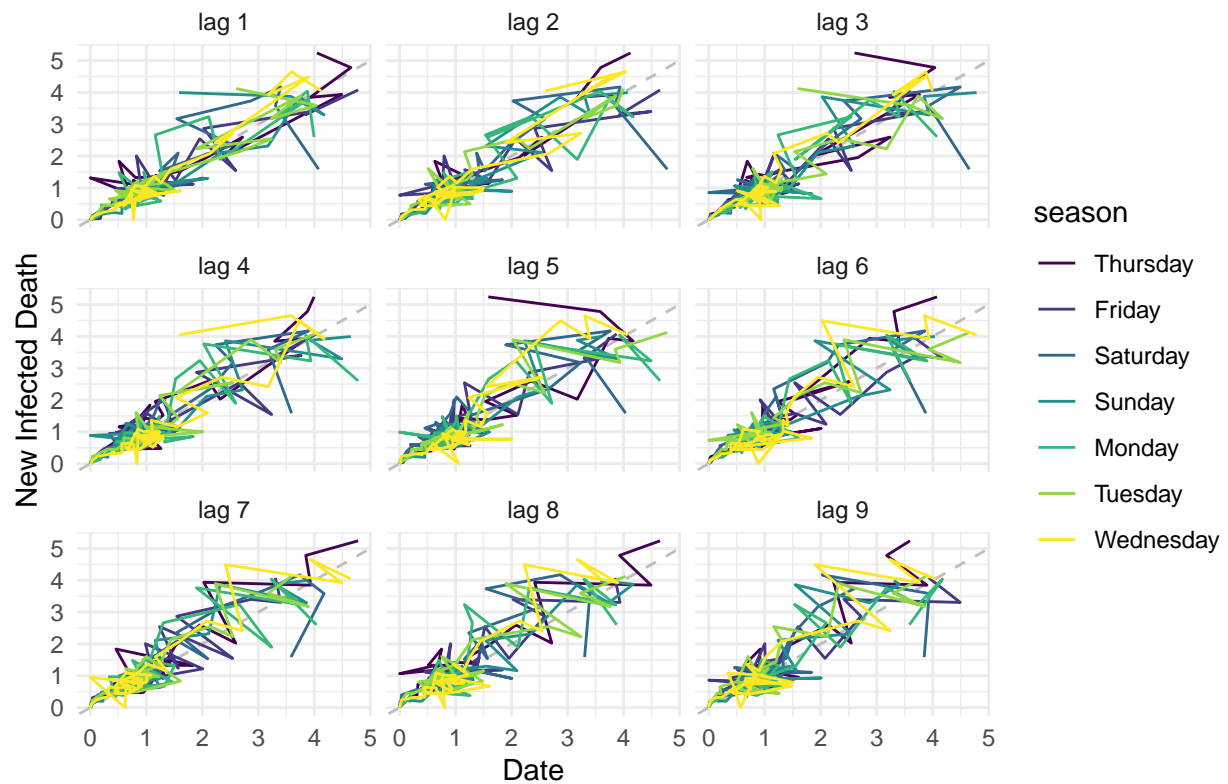 lag 1 lag 2 lag 3
5
4
3
2
1
0
lag 4 lag 5 lag 6
5
4
3
2
1
0
lag 7 lag 8 lag 9
5
4
3
2
1
0
0 1 2 3 4 5 0 1 2 3 4 5 0 1 2 3 4 5
Date
New Infected Death
season
Thursday
Friday
Saturday
Sunday
Monday
Tuesday
Wednesday